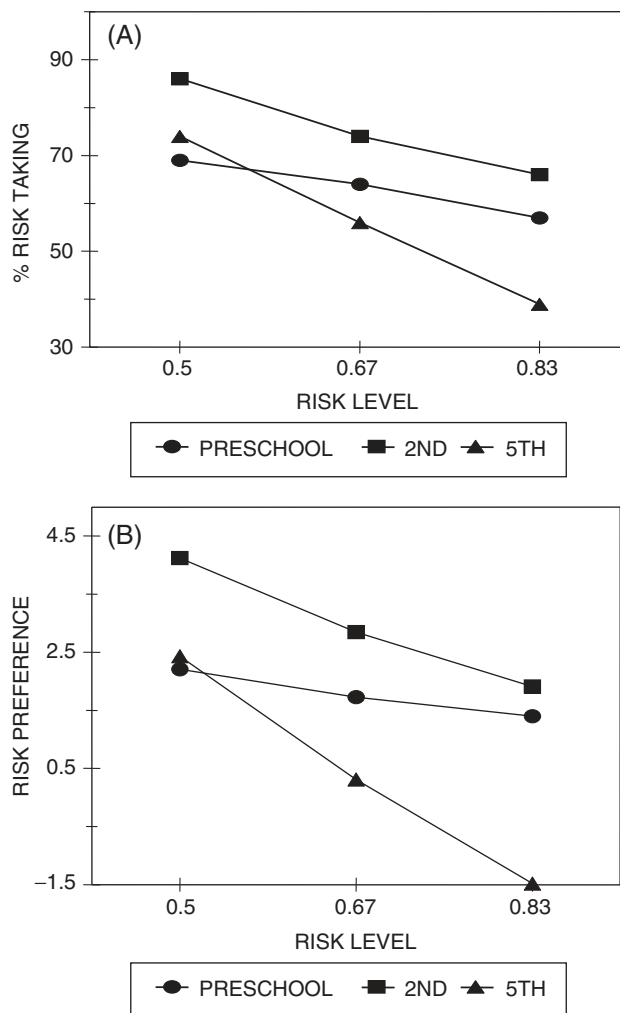 (A)
90
70
50
30
% RISK TAKING
0.5 0.67 0.83
RISK LEVEL
PRESCHOOL 2ND 5TH
(B)
4.5
2.5
0.5
−1.5
RISK PREFERENCE
0.5 0.67 0.83
RISK LEVEL
PRESCHOOL 2ND 5TH